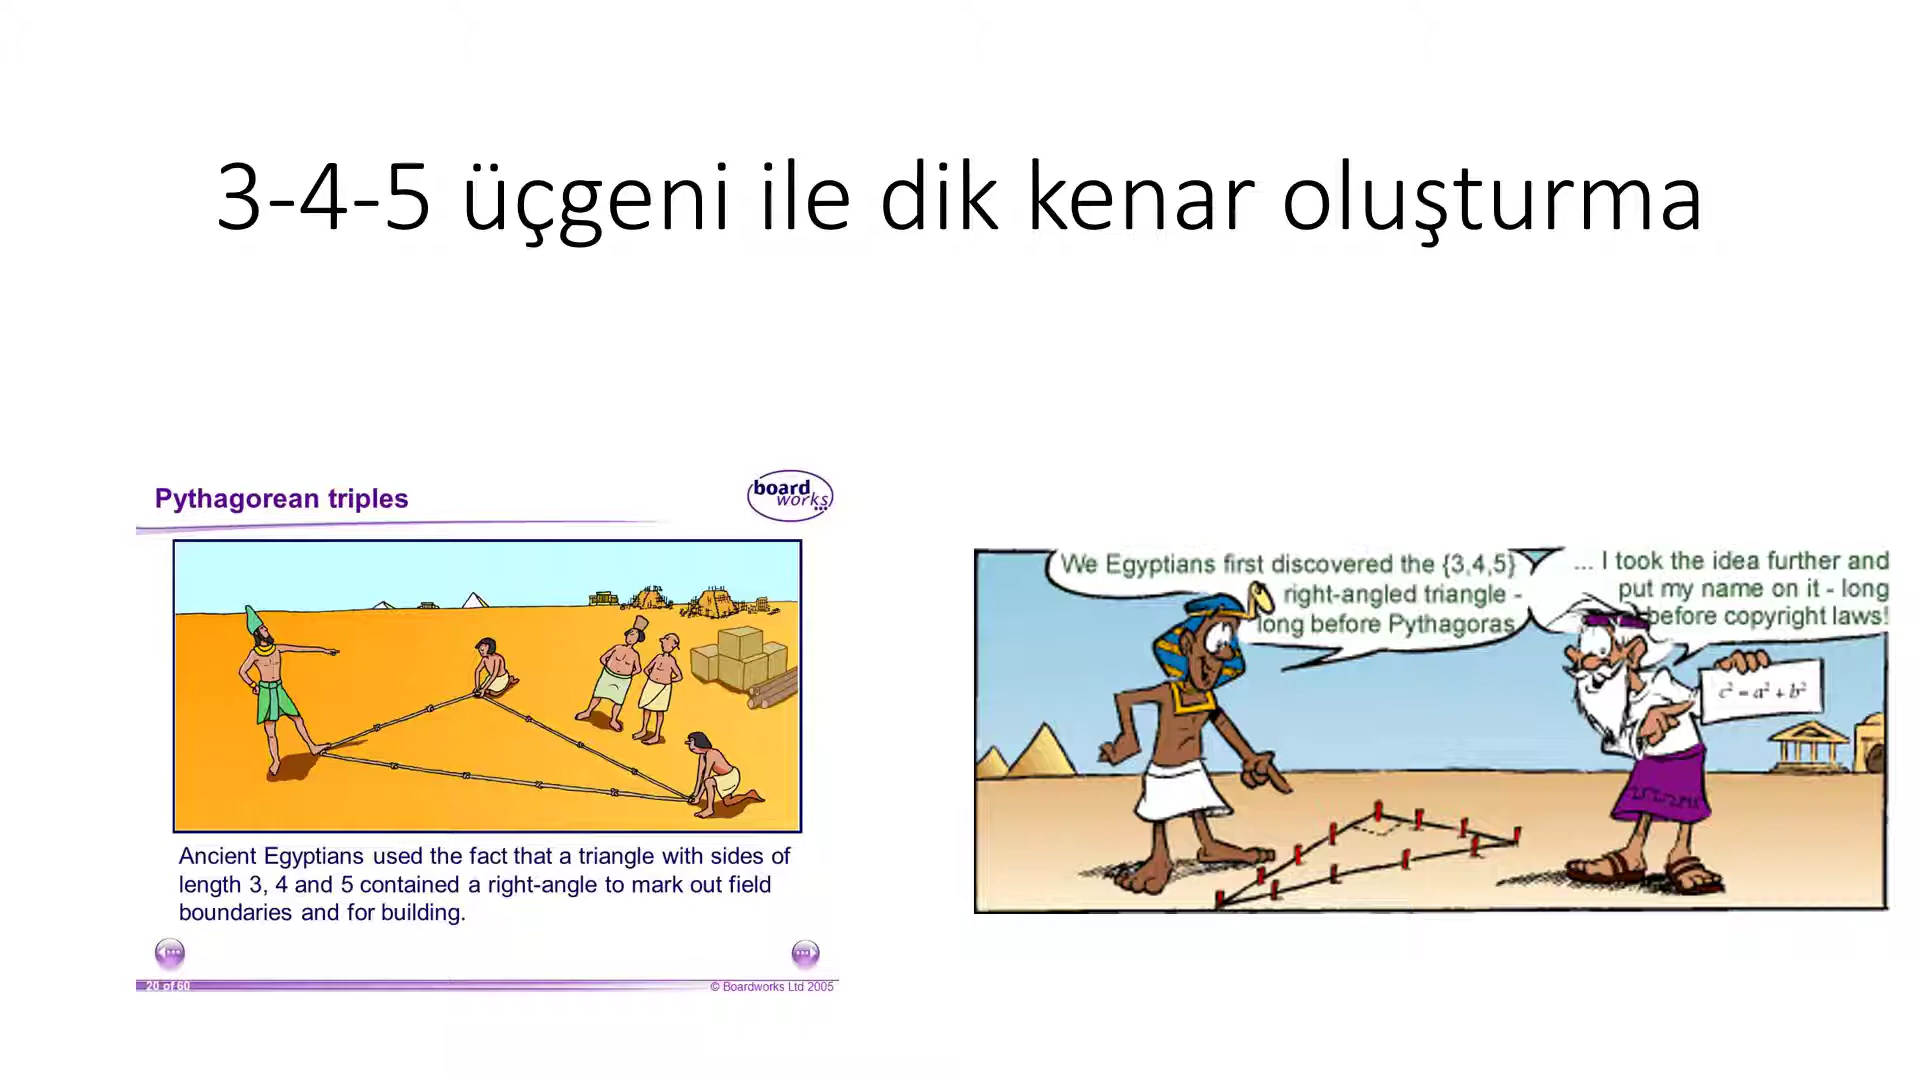 3-4-5 üçgeni ile dik kenar oluşturma
Pythagorean triples
board
works
Ancient Egyptians used the fact that a triangle with sides of
length 3, 4 and 5 contained a right-angle to mark out field
boundaries and for building.
20 of 60
© Boardworks Ltd 2005
We Egyptians first discovered the {3,4,5}
right-angled triangle -
long before Pythagoras
... I took the idea further and
put my name on it - long
before copyright laws!
c² = a² + b²